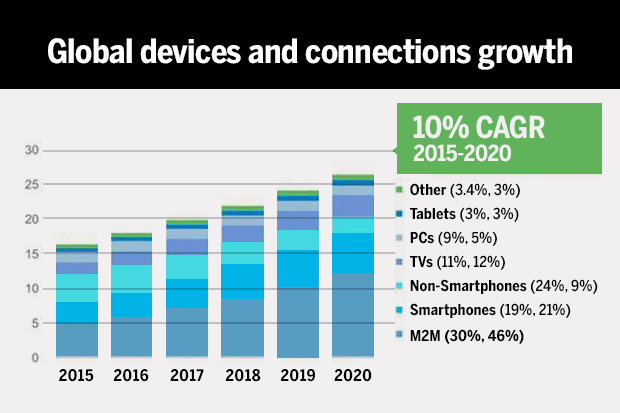 Global devices and connections growth
10% CAGR
2015-2020
30
25
20
15
10
5
0
2015 2016 2017 2018 2019 2020
Other (3.4%, 3%)
Tablets (3%, 3%)
PCs (9%, 5%)
TVs (11%, 12%)
Non-Smartphones (24%, 9%)
Smartphones (19%, 21%)
M2M (30%, 46%)